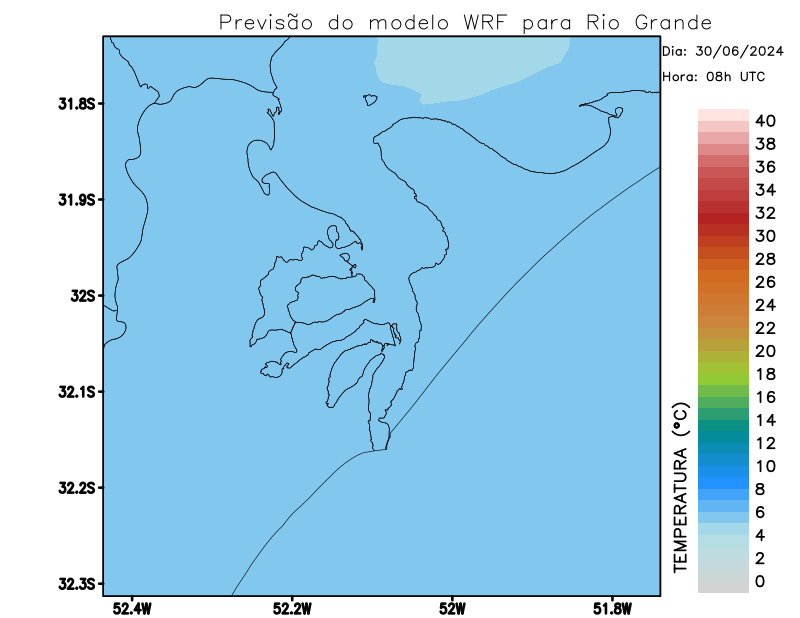 Previsão do modelo WRF para Rio Grande
Dia: 30/06/2024
Hora: 08h UTC
31.8S
31.9S
32S
32.1S
32.2S
32.3S
52.4W
52.2W
52W
51.8W
TEMPERATURA (°C)
40
38
36
34
32
30
28
26
24
22
20
18
16
14
12
10
8
6
4
2
0